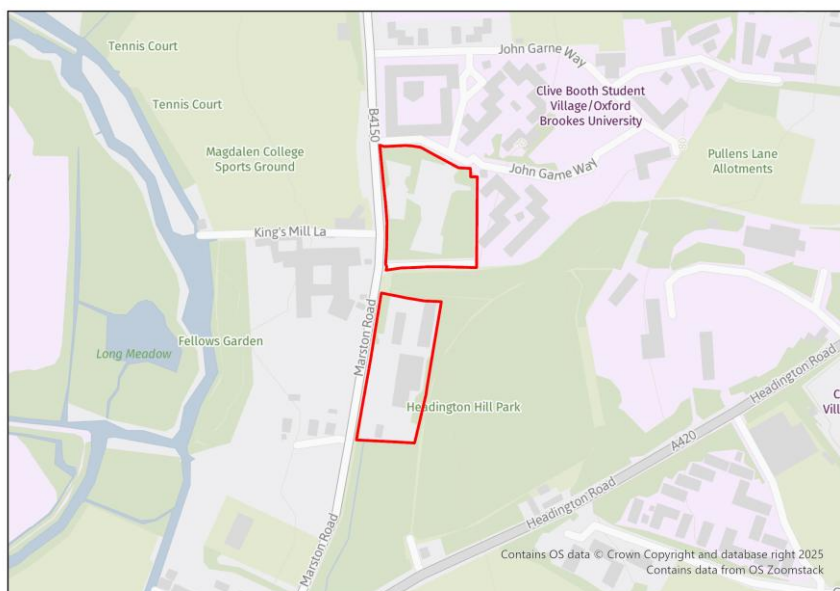 Tennis Court
John Garne Way
B4150
Clive Booth Student
Village/Oxford
Brookes University
Tennis Court
Magdalen College
Sports Ground
Pullens Lane
Allotments
John Garne Way
King's Mill La
Marston Road
Fellows Garden
Long Meadow
Headington Road
Headington Hill Park
A420
Headington Road
Marston Road
Contains OS data © Crown Copyright and database right 2025
Contains data from OS Zoomstack